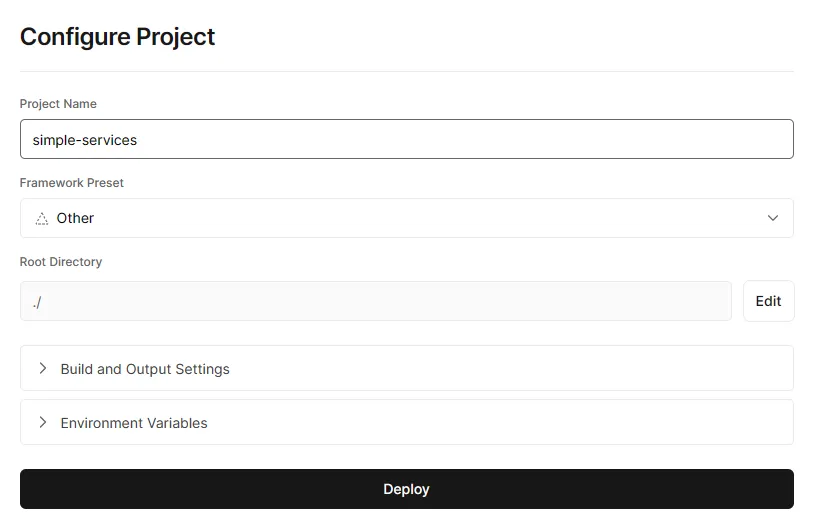 Configure Project
Project Name
simple-services
Framework Preset
Other
Root Directory
./
Edit
Build and Output Settings
Environment Variables
Deploy